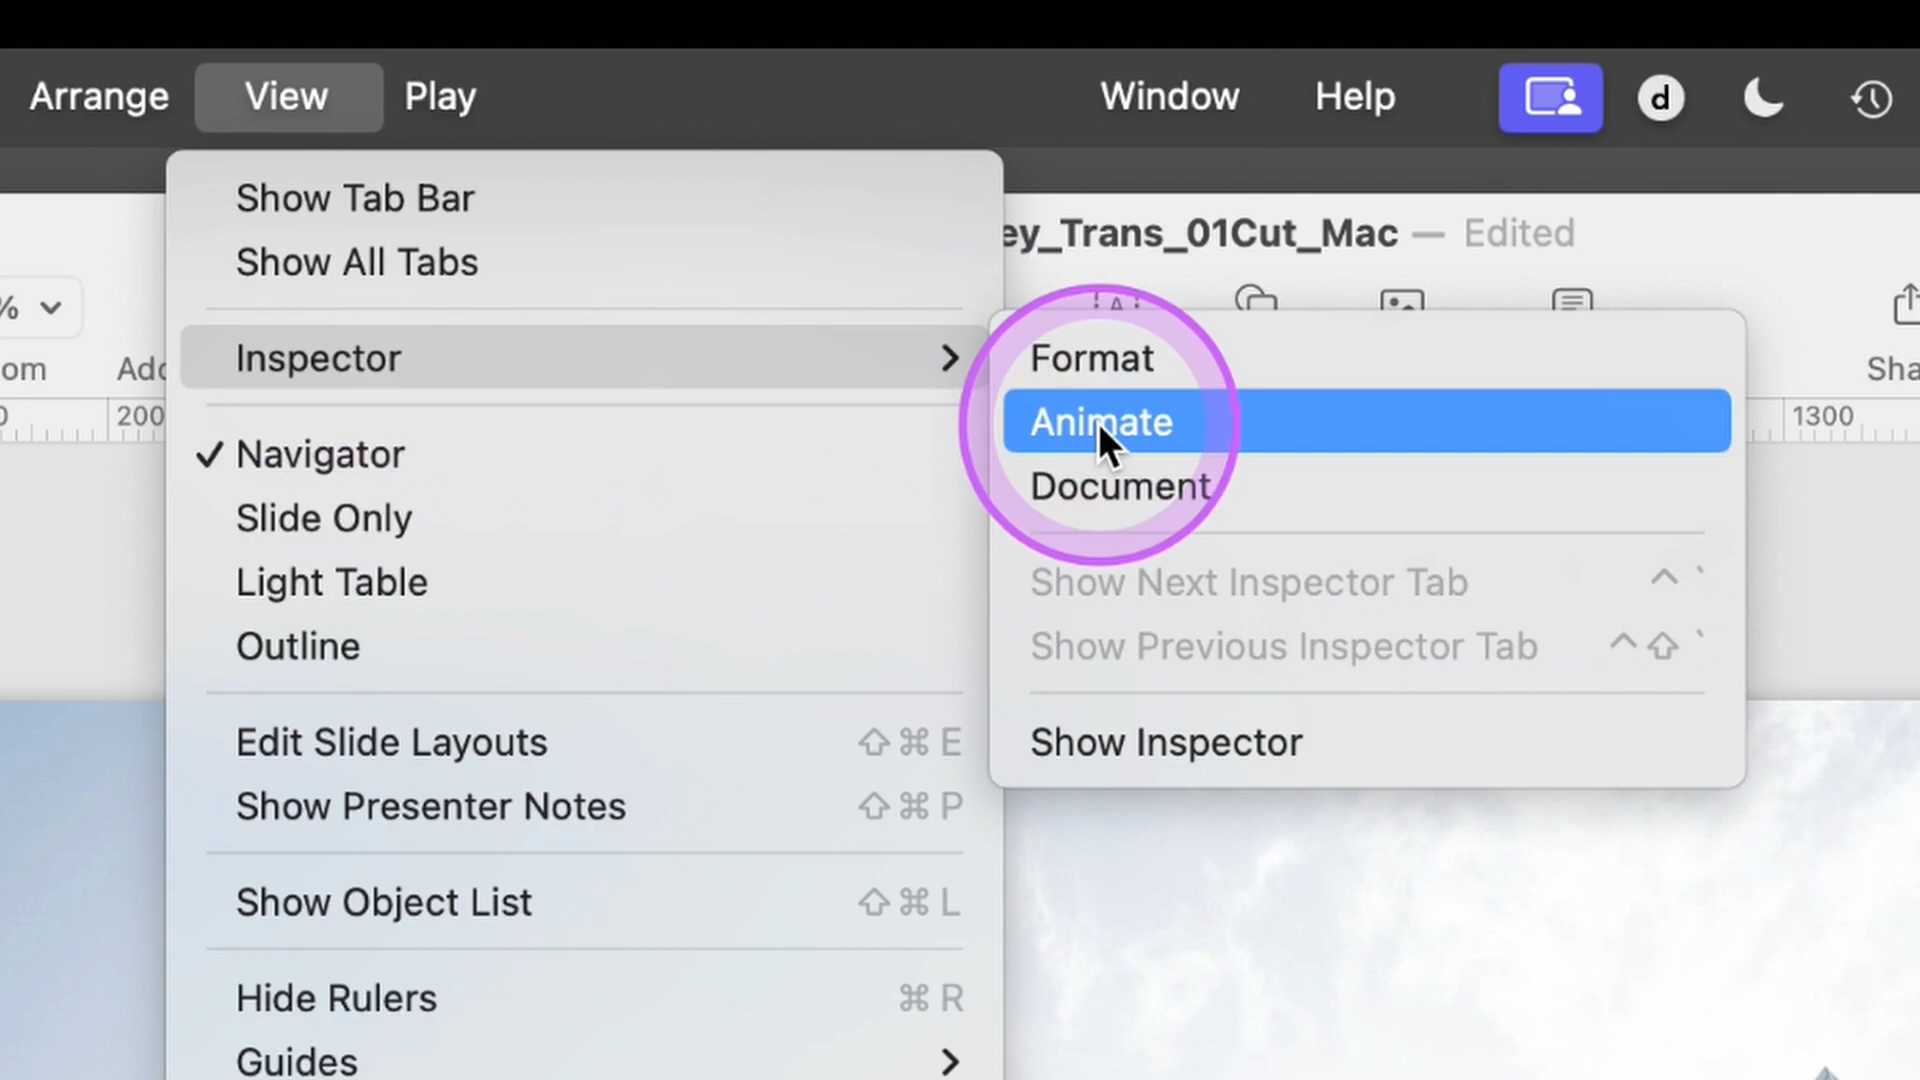 Arrange View Play Window Help d
Show Tab Bar
Show All Tabs
ey_Trans_01Cut_Mac — Edited
% 
Inspector
Format
om
Sha
200
1300
Animate
✓ Navigator
Document
Slide Only
Light Table
Show Next Inspector Tab ^ `
Outline
Show Previous Inspector Tab ^ ⇧ `
Edit Slide Layouts ⇧ ⌘ E
Show Inspector
Show Presenter Notes ⇧ ⌘ P
Show Object List ⇧ ⌘ L
Hide Rulers ⌘ R
Guides